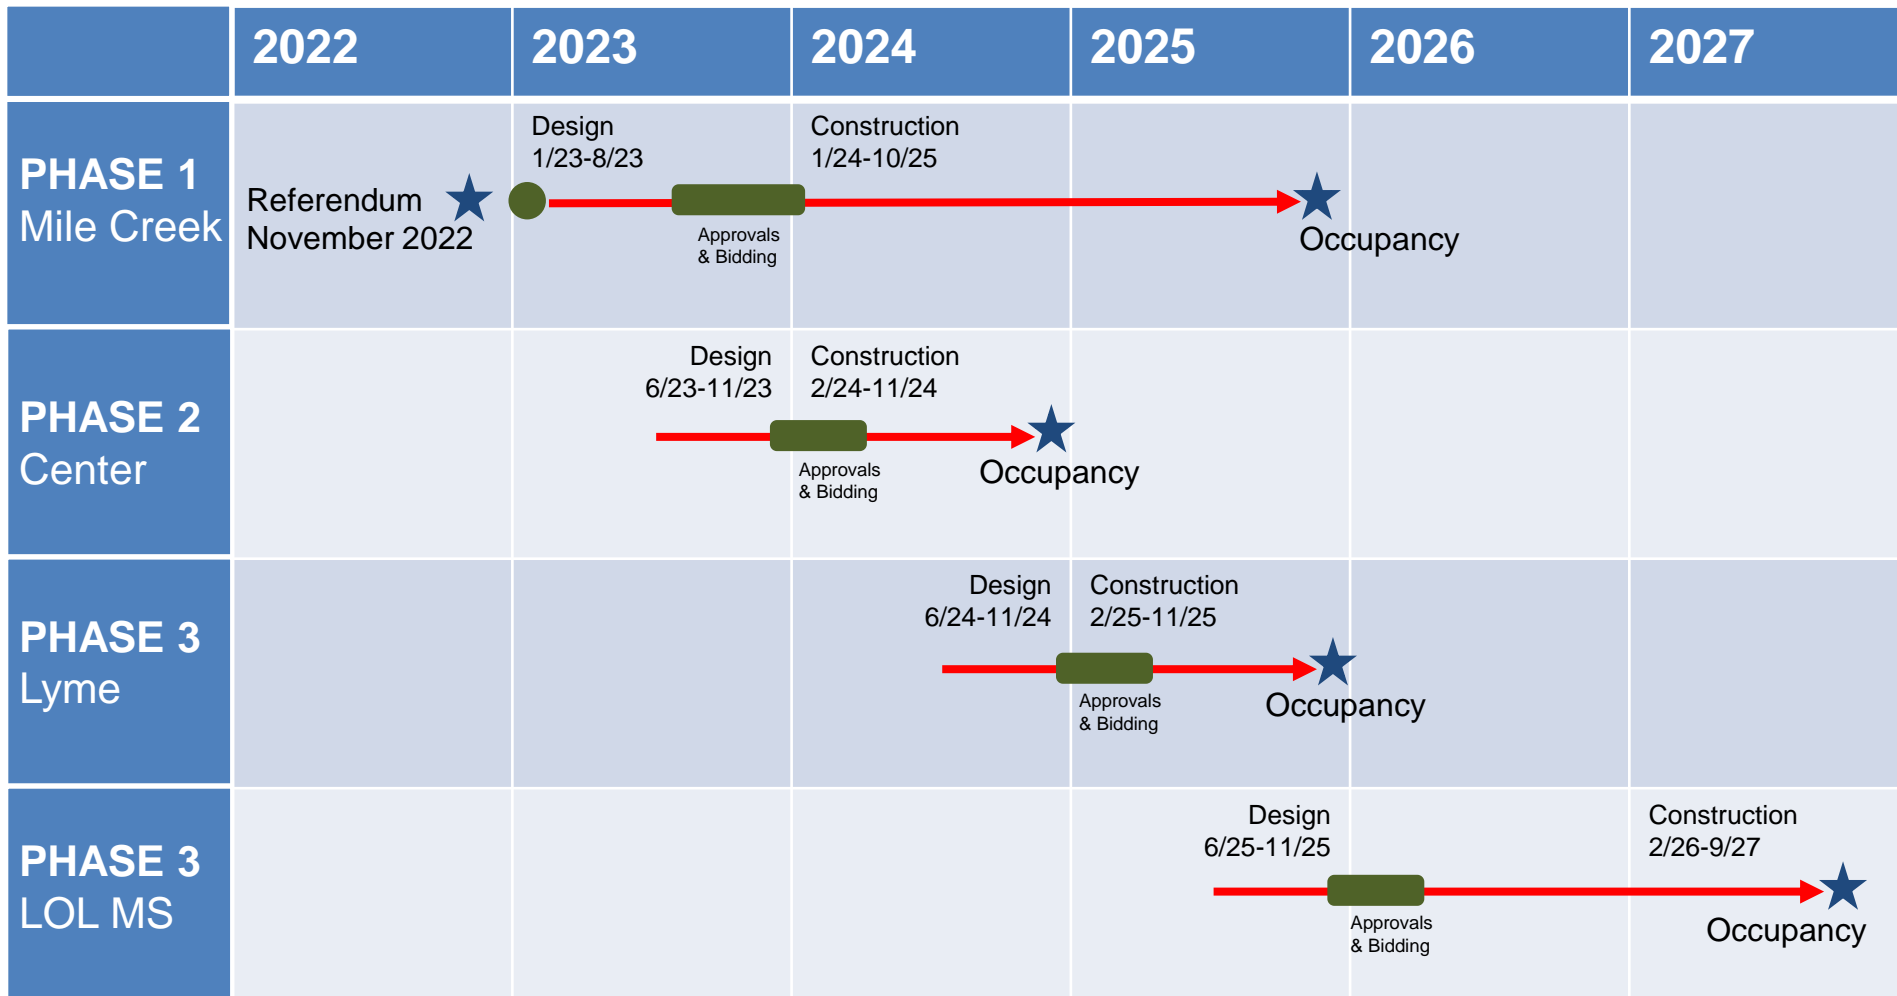 2022
2023
2024
2025
2026
2027
PHASE 1
Mile Creek
Referendum
November 2022
Design
1/23-8/23
Approvals
& Bidding
Construction
1/24-10/25
Occupancy
PHASE 2
Center
Design
6/23-11/23
Approvals
& Bidding
Construction
2/24-11/24
Occupancy
PHASE 3
Lyme
Design
6/24-11/24
Approvals
& Bidding
Construction
2/25-11/25
Occupancy
PHASE 3
LOL MS
Design
6/25-11/25
Approvals
& Bidding
Construction
2/26-9/27
Occupancy